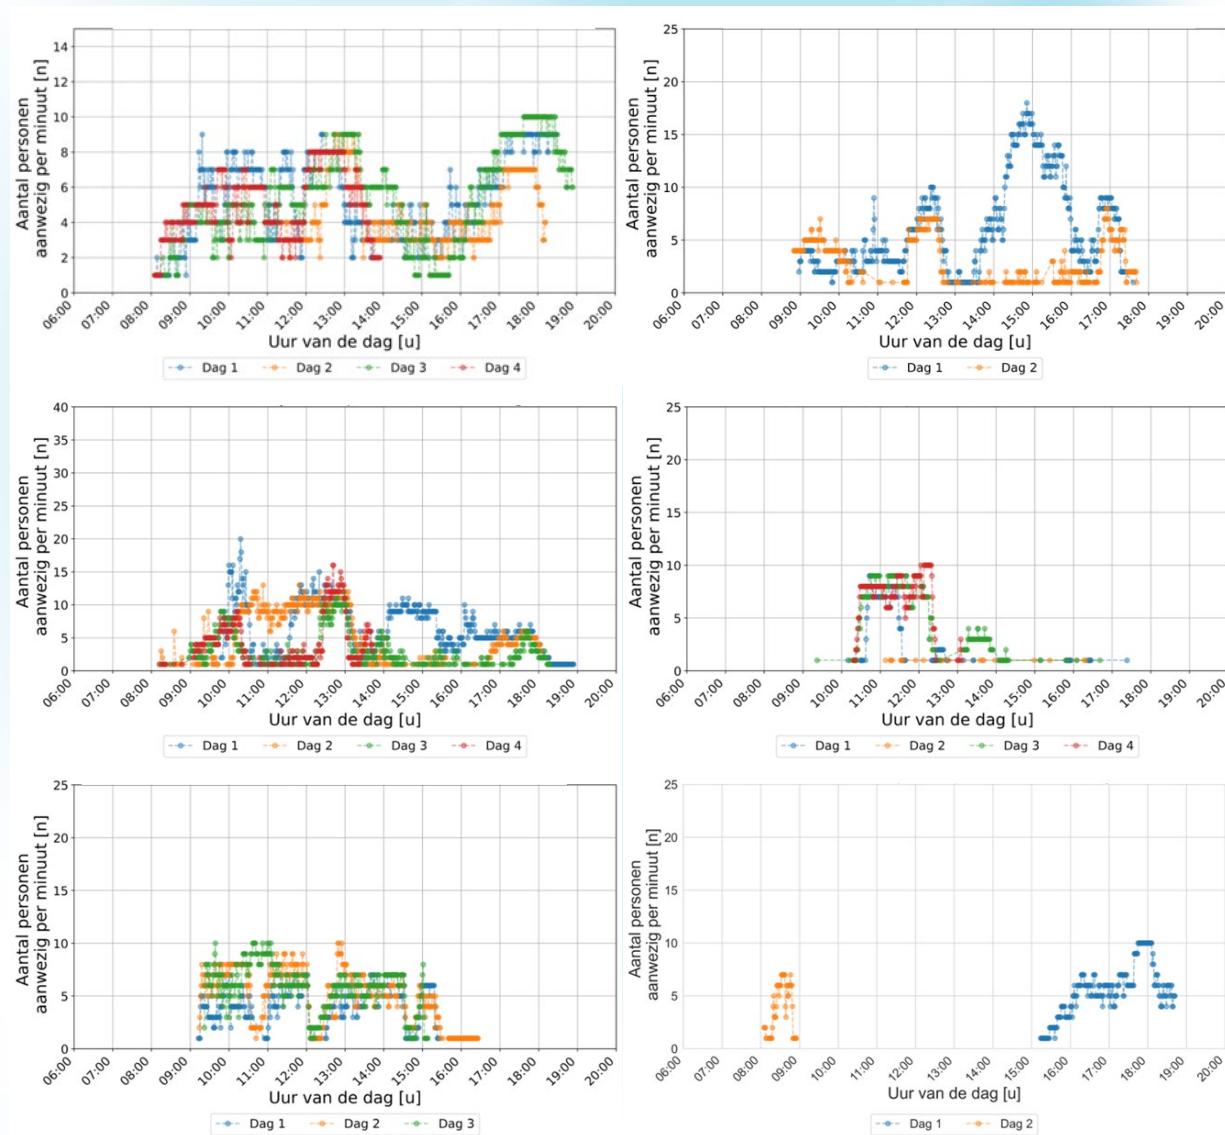 Aantal personen
aanwezig per minuut [n]
14
12
10
8
6
4
2
0
06:00 07:00 08:00 09:00 10:00 11:00 12:00 13:00 14:00 15:00 16:00 17:00 18:00 19:00 20:00
Uur van de dag [u]
Dag 1 Dag 2 Dag 3 Dag 4
Aantal personen
aanwezig per minuut [n]
25
20
15
10
5
0
06:00 07:00 08:00 09:00 10:00 11:00 12:00 13:00 14:00 15:00 16:00 17:00 18:00 19:00 20:00
Uur van de dag [u]
Dag 1 Dag 2
Aantal personen
aanwezig per minuut [n]
40
35
30
25
20
15
10
5
0
06:00 07:00 08:00 09:00 10:00 11:00 12:00 13:00 14:00 15:00 16:00 17:00 18:00 19:00 20:00
Uur van de dag [u]
Dag 1 Dag 2 Dag 3 Dag 4
Aantal personen
aanwezig per minuut [n]
25
20
15
10
5
0
06:00 07:00 08:00 09:00 10:00 11:00 12:00 13:00 14:00 15:00 16:00 17:00 18:00 19:00 20:00
Uur van de dag [u]
Dag 1 Dag 2 Dag 3 Dag 4
Aantal personen
aanwezig per minuut [n]
25
20
15
10
5
0
06:00 07:00 08:00 09:00 10:00 11:00 12:00 13:00 14:00 15:00 16:00 17:00 18:00 19:00 20:00
Uur van de dag [u]
Dag 1 Dag 2 Dag 3
Aantal personen
aanwezig per minuut [n]
25
20
15
10
5
0
06:00 07:00 08:00 09:00 10:00 11:00 12:00 13:00 14:00 15:00 16:00 17:00 18:00 19:00 20:00
Uur van de dag [u]
Dag 1 Dag 2